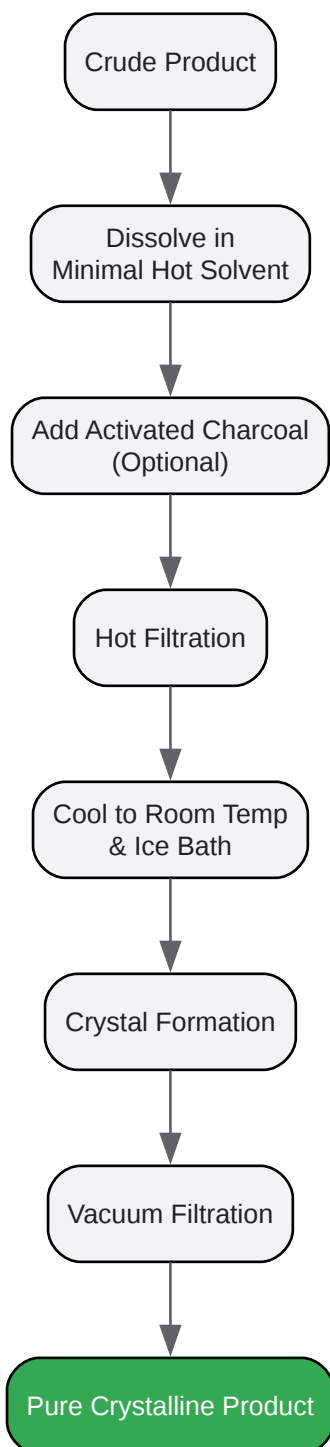 Crude Product
Dissolve in
Minimal Hot Solvent
Add Activated Charcoal
(Optional)
Hot Filtration
Cool to Room Temp
& Ice Bath
Crystal Formation
Vacuum Filtration
Pure Crystalline Product